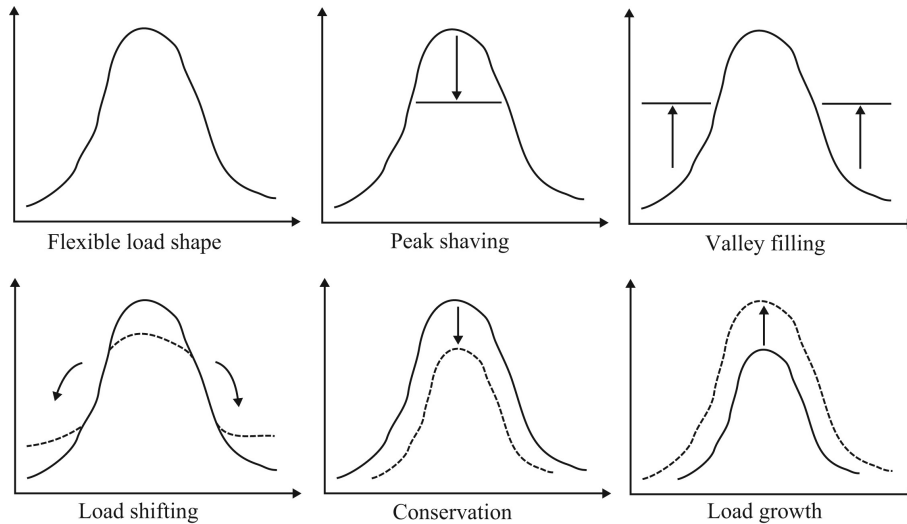 Flexible load shape
Peak shaving
Valley filling
Load shifting
Conservation
Load growth